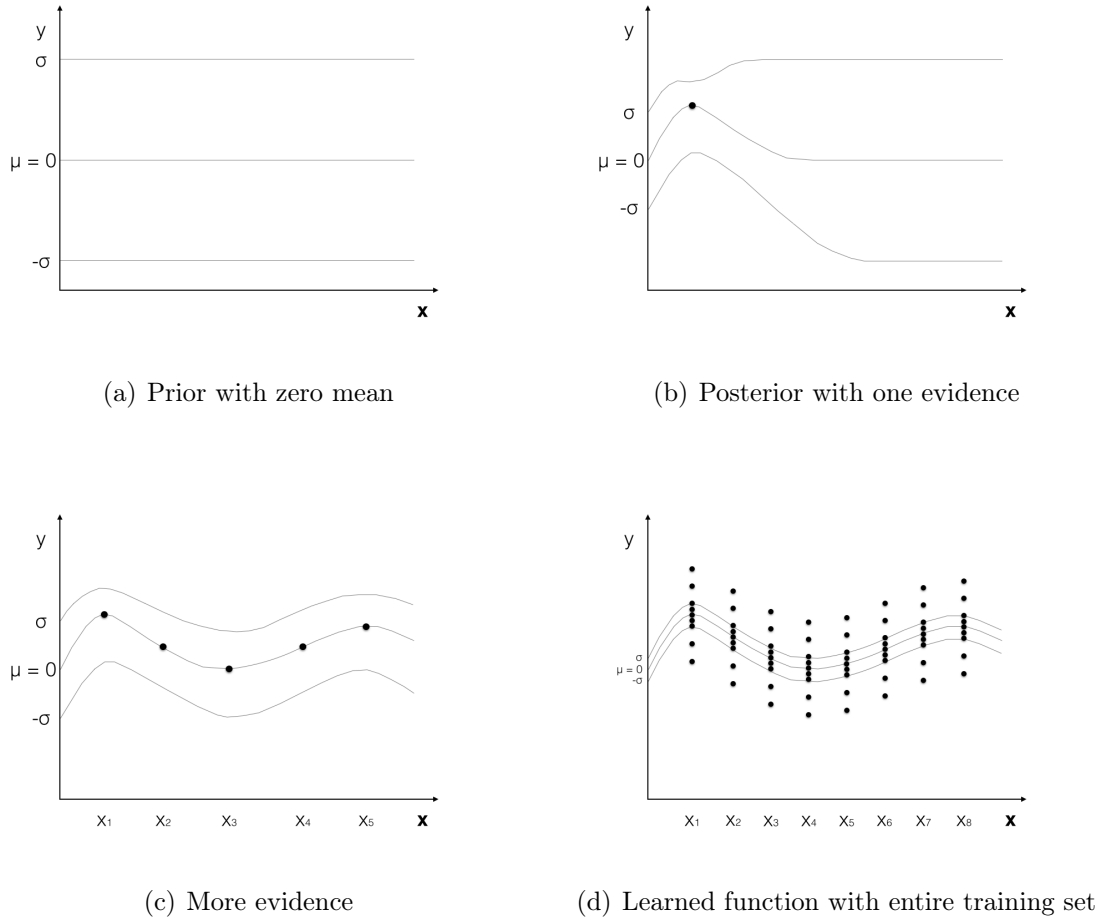 y
σ
μ = 0
-σ
x
(a) Prior with zero mean
y
σ
μ = 0
-σ
x
(b) Posterior with one evidence
y
σ
μ = 0
-σ
X1 X2 X3 X4 X5 x
(c) More evidence
y
σ
μ = 0
-σ
X1 X2 X3 X4 X5 X6 X7 X8 x
(d) Learned function with entire training set